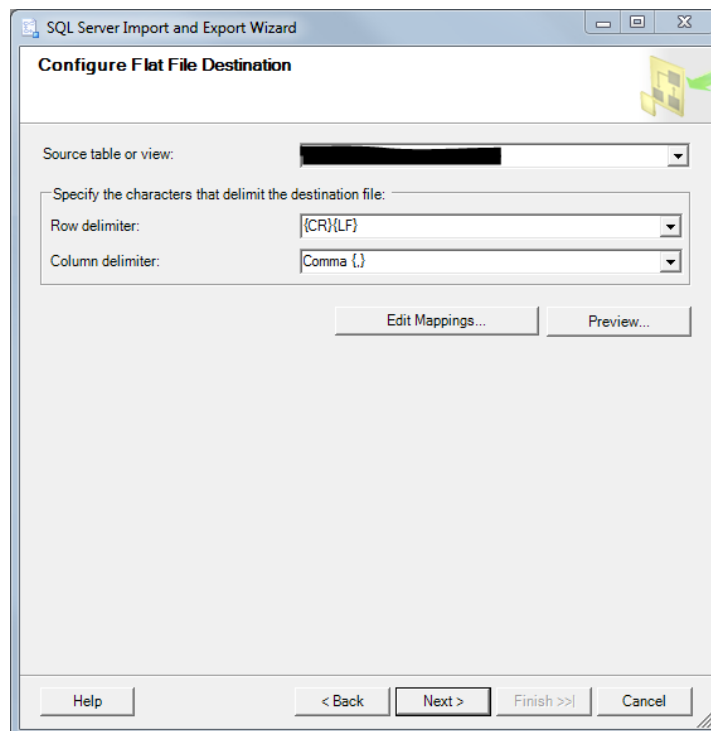 SQL Server Import and Export Wizard
Configure Flat File Destination
Source table or view:
Specify the characters that delimit the destination file:
Row delimiter: {CR}{LF}
Column delimiter: Comma {,}
Edit Mappings... Preview...
Help < Back Next > Finish >>| Cancel